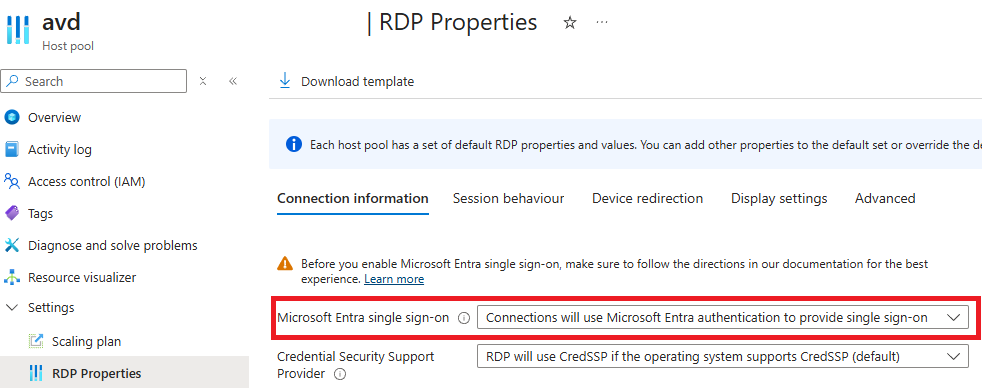 avd | RDP Properties
Host pool
Search
Overview
Activity log
Access control (IAM)
Tags
Diagnose and solve problems
Resource visualizer
Settings
Scaling plan
RDP Properties
Download template
Each host pool has a set of default RDP properties and values. You can add other properties to the default set or override the de
Connection information Session behaviour Device redirection Display settings Advanced
Before you enable Microsoft Entra single sign-on, make sure to follow the directions in our documentation for the best
experience. Learn more
Microsoft Entra single sign-on Connections will use Microsoft Entra authentication to provide single sign-on
Credential Security Support RDP will use CredSSP if the operating system supports CredSSP (default)
Provider